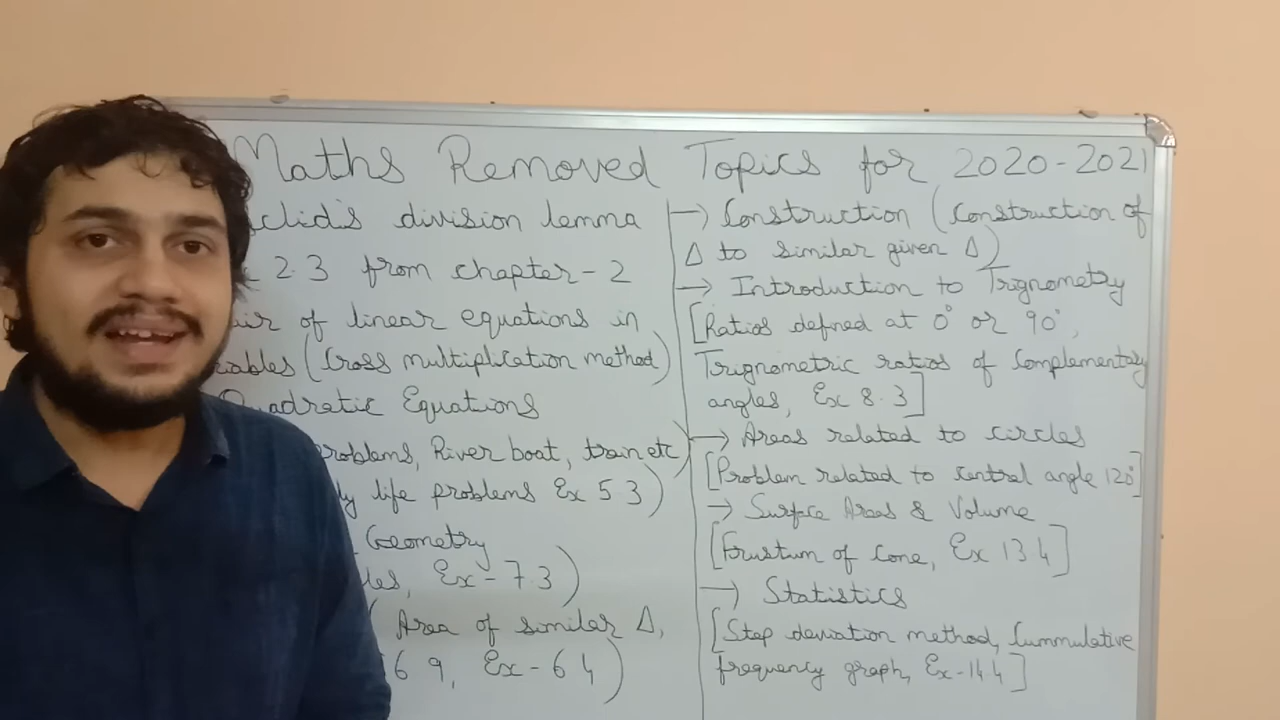 Maths Removed Topics for 2020-2021
clid's division lemma
2.3 from chapter-2
air of linear equations in
ables (Cross multiplication method)
Quadratic Equations
roblems, River boat, train etc)
ly life problems Ex 5.3)
Geometry
les, Ex-7.3)
(Area of similar Δ,
6.9, Ex-6.4)
→ Construction (Construction of
Δ to similar given Δ)
→ Introduction to Trignometry
[Ratios defined at 0° or 90°,
Trignometric ratios of Complementary
angles, Ex 8.3]
→ Areas related to circles
[Problem related to central angle 120°]
→ Surface Areas & Volume
[Frustum of Cone, Ex 13.4]
→ Statistics
[Step deviation method, Cummulative
frequency graph, Ex-14.4]